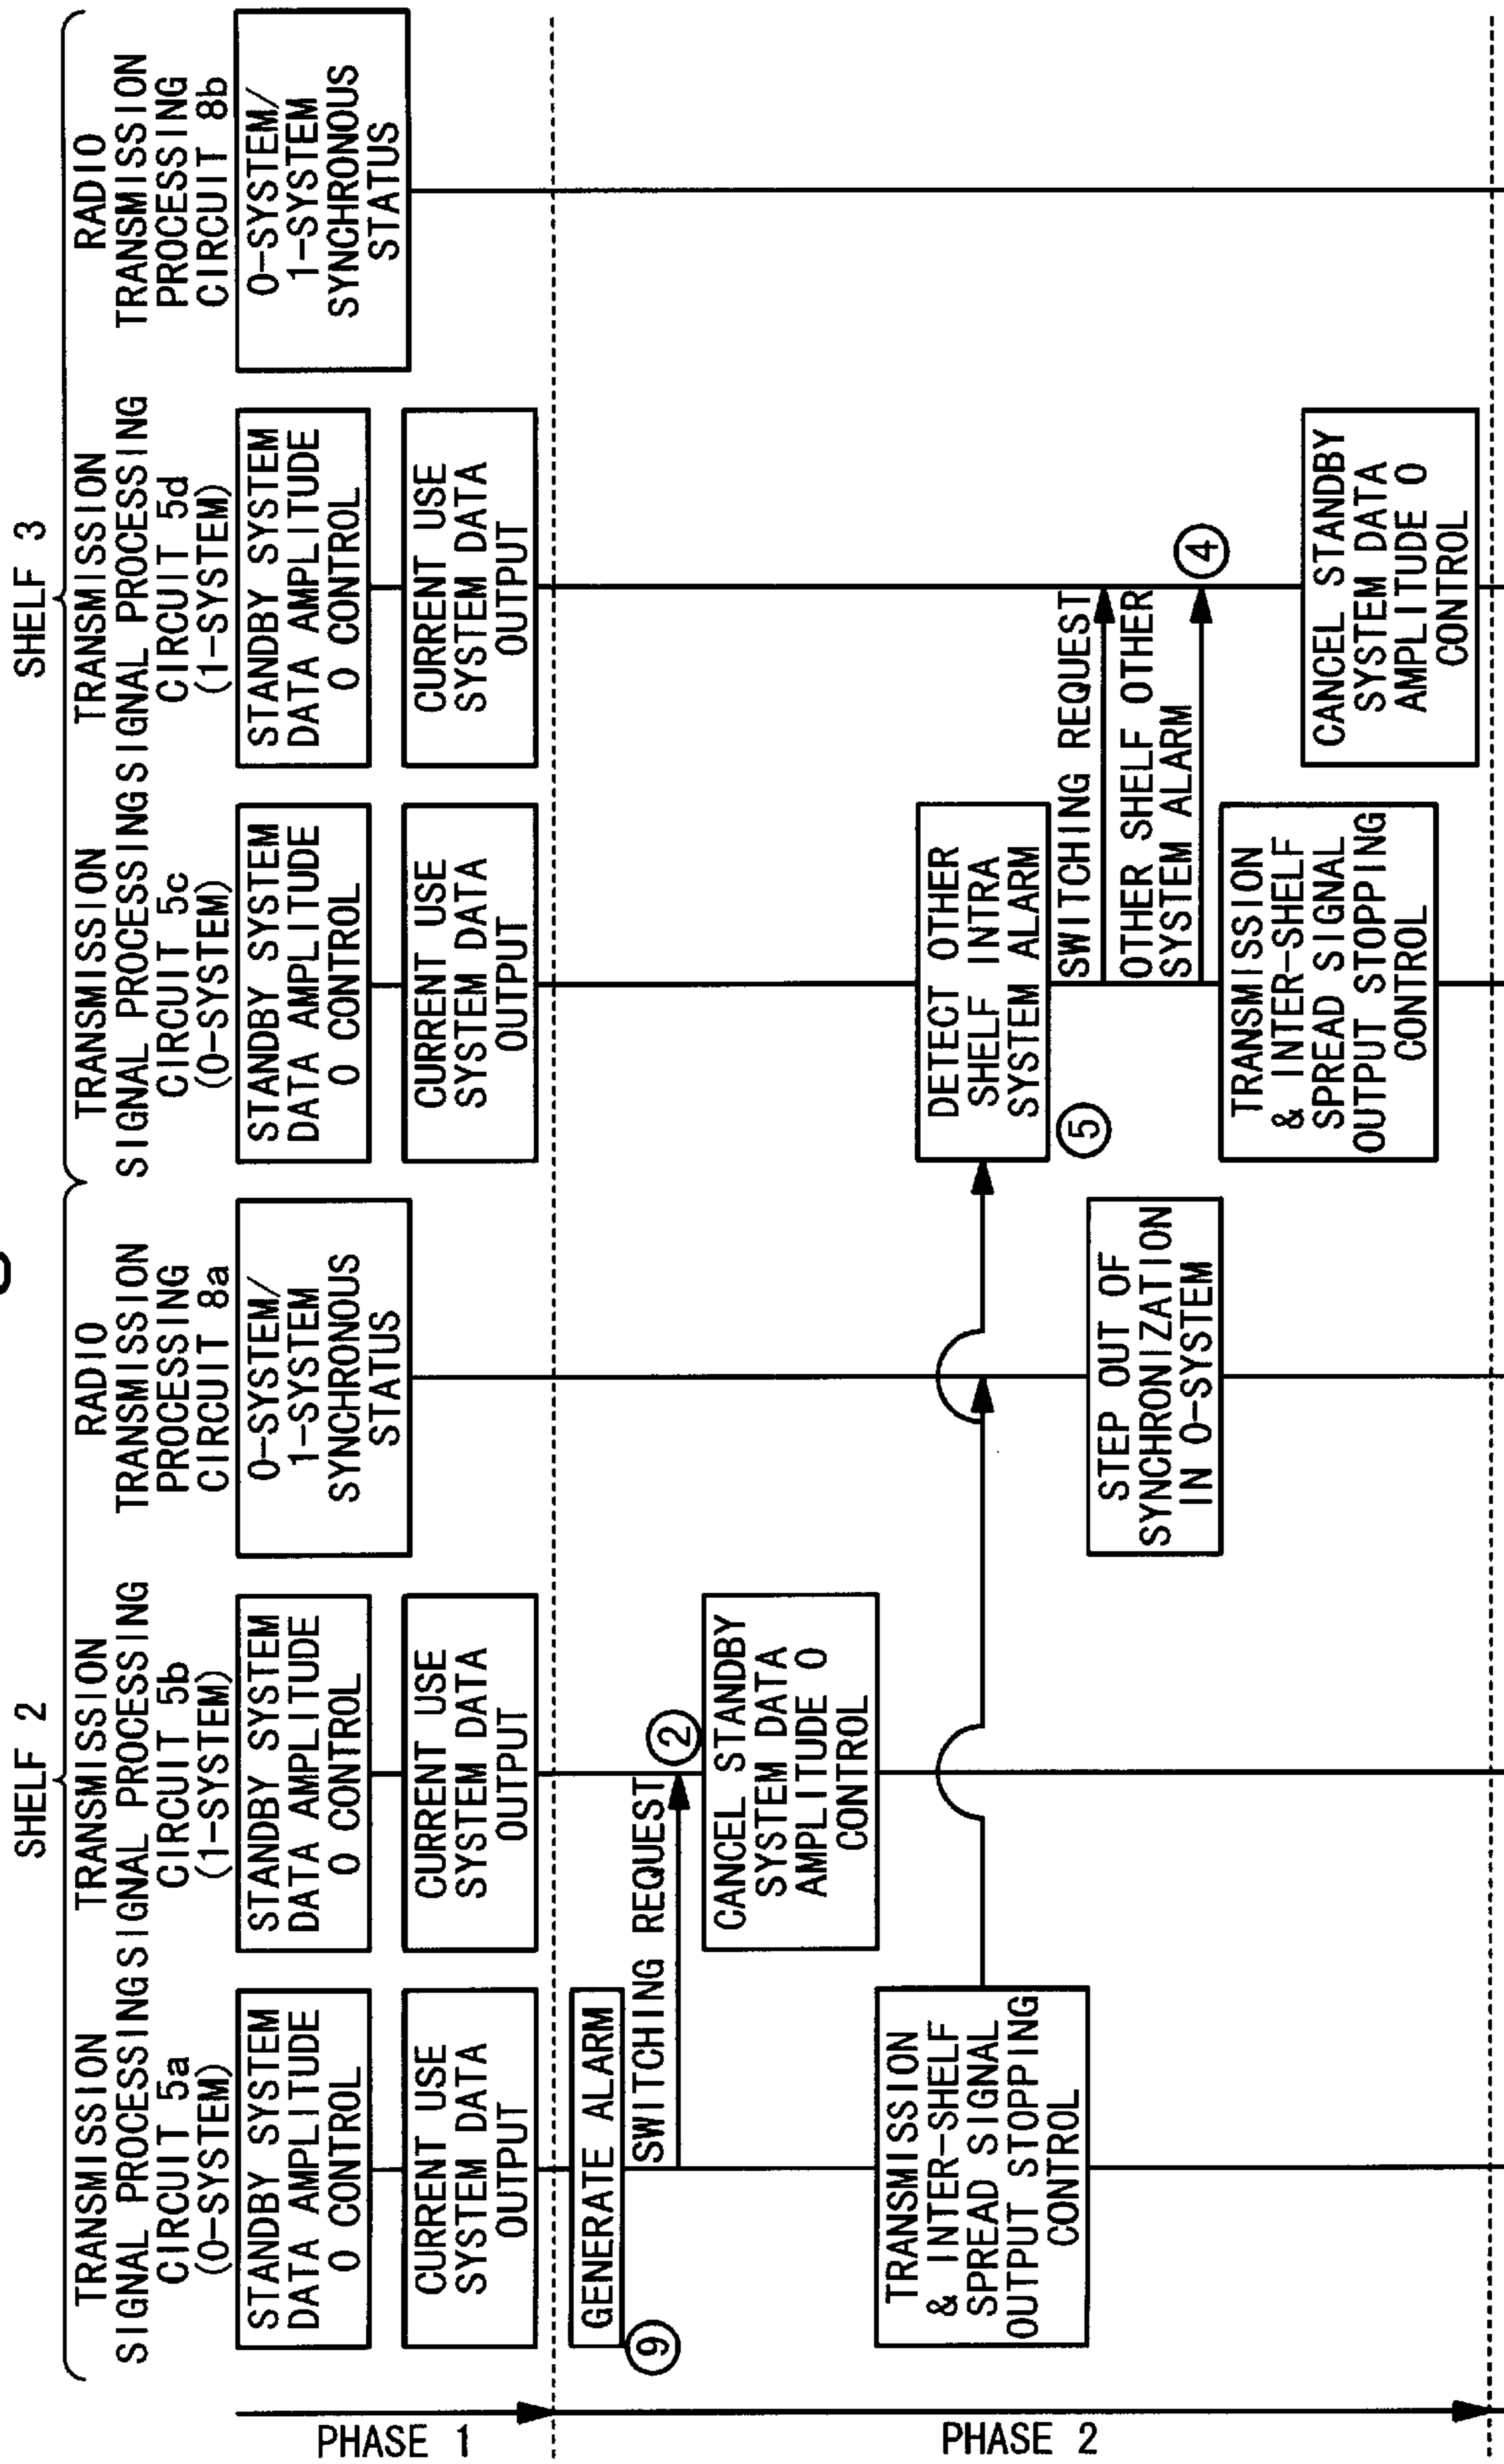 SHELF 2
SHELF 3
TRANSMISSION
SIGNAL PROCESSING
CIRCUIT 5a
(0-SYSTEM)
TRANSMISSION
SIGNAL PROCESSING
CIRCUIT 5b
(1-SYSTEM)
RADIO
TRANSMISSION
PROCESSING
CIRCUIT 8a
TRANSMISSION
SIGNAL PROCESSING
CIRCUIT 5c
(0-SYSTEM)
TRANSMISSION
SIGNAL PROCESSING
CIRCUIT 5d
(1-SYSTEM)
RADIO
TRANSMISSION
PROCESSING
CIRCUIT 8b
PHASE 1
STANDBY SYSTEM
DATA AMPLITUDE
0 CONTROL
STANDBY SYSTEM
DATA AMPLITUDE
0 CONTROL
0-SYSTEM/
1-SYSTEM
SYNCHRONOUS
STATUS
STANDBY SYSTEM
DATA AMPLITUDE
0 CONTROL
STANDBY SYSTEM
DATA AMPLITUDE
0 CONTROL
0-SYSTEM/
1-SYSTEM
SYNCHRONOUS
STATUS
CURRENT USE
SYSTEM DATA
OUTPUT
CURRENT USE
SYSTEM DATA
OUTPUT
CURRENT USE
SYSTEM DATA
OUTPUT
CURRENT USE
SYSTEM DATA
OUTPUT
PHASE 2
GENERATE ALARM
⑨
SWITCHING REQUEST
②
CANCEL STANDBY
SYSTEM DATA
AMPLITUDE 0
CONTROL
TRANSMISSION
& INTER-SHELF
SPREAD SIGNAL
OUTPUT STOPPING
CONTROL
DETECT OTHER
SHELF INTRA
SYSTEM ALARM
⑤
STEP OUT OF
SYNCHRONIZATION
IN 0-SYSTEM
SWITCHING REQUEST
OTHER SHELF OTHER
SYSTEM ALARM
④
TRANSMISSION
& INTER-SHELF
SPREAD SIGNAL
OUTPUT STOPPING
CONTROL
CANCEL STANDBY
SYSTEM DATA
AMPLITUDE 0
CONTROL